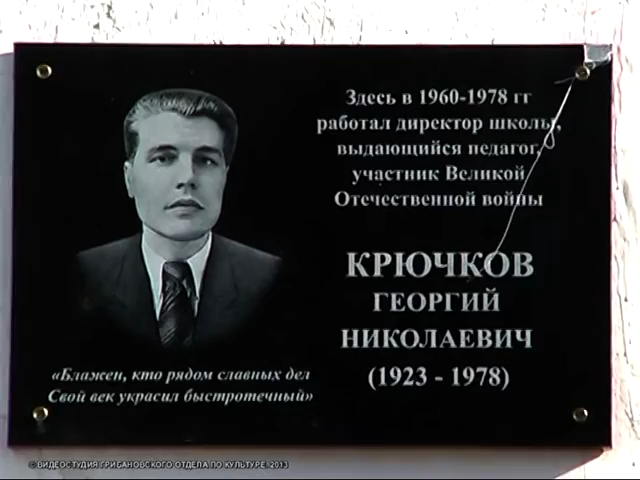 Здесь в 1960-1978 гг
работал директор школы,
выдающийся педагог,
участник Великой
Отечественной войны
КРЮЧКОВ
ГЕОРГИЙ
НИКОЛАЕВИЧ
(1923 - 1978)
«Блажен, кто рядом славных дел
Свой век украсил быстротечный»
© ВИДЕОСТУДИЯ ГРИБАНОВСКОГО ОТДЕЛА ПО КУЛЬТУРЕ, 2013